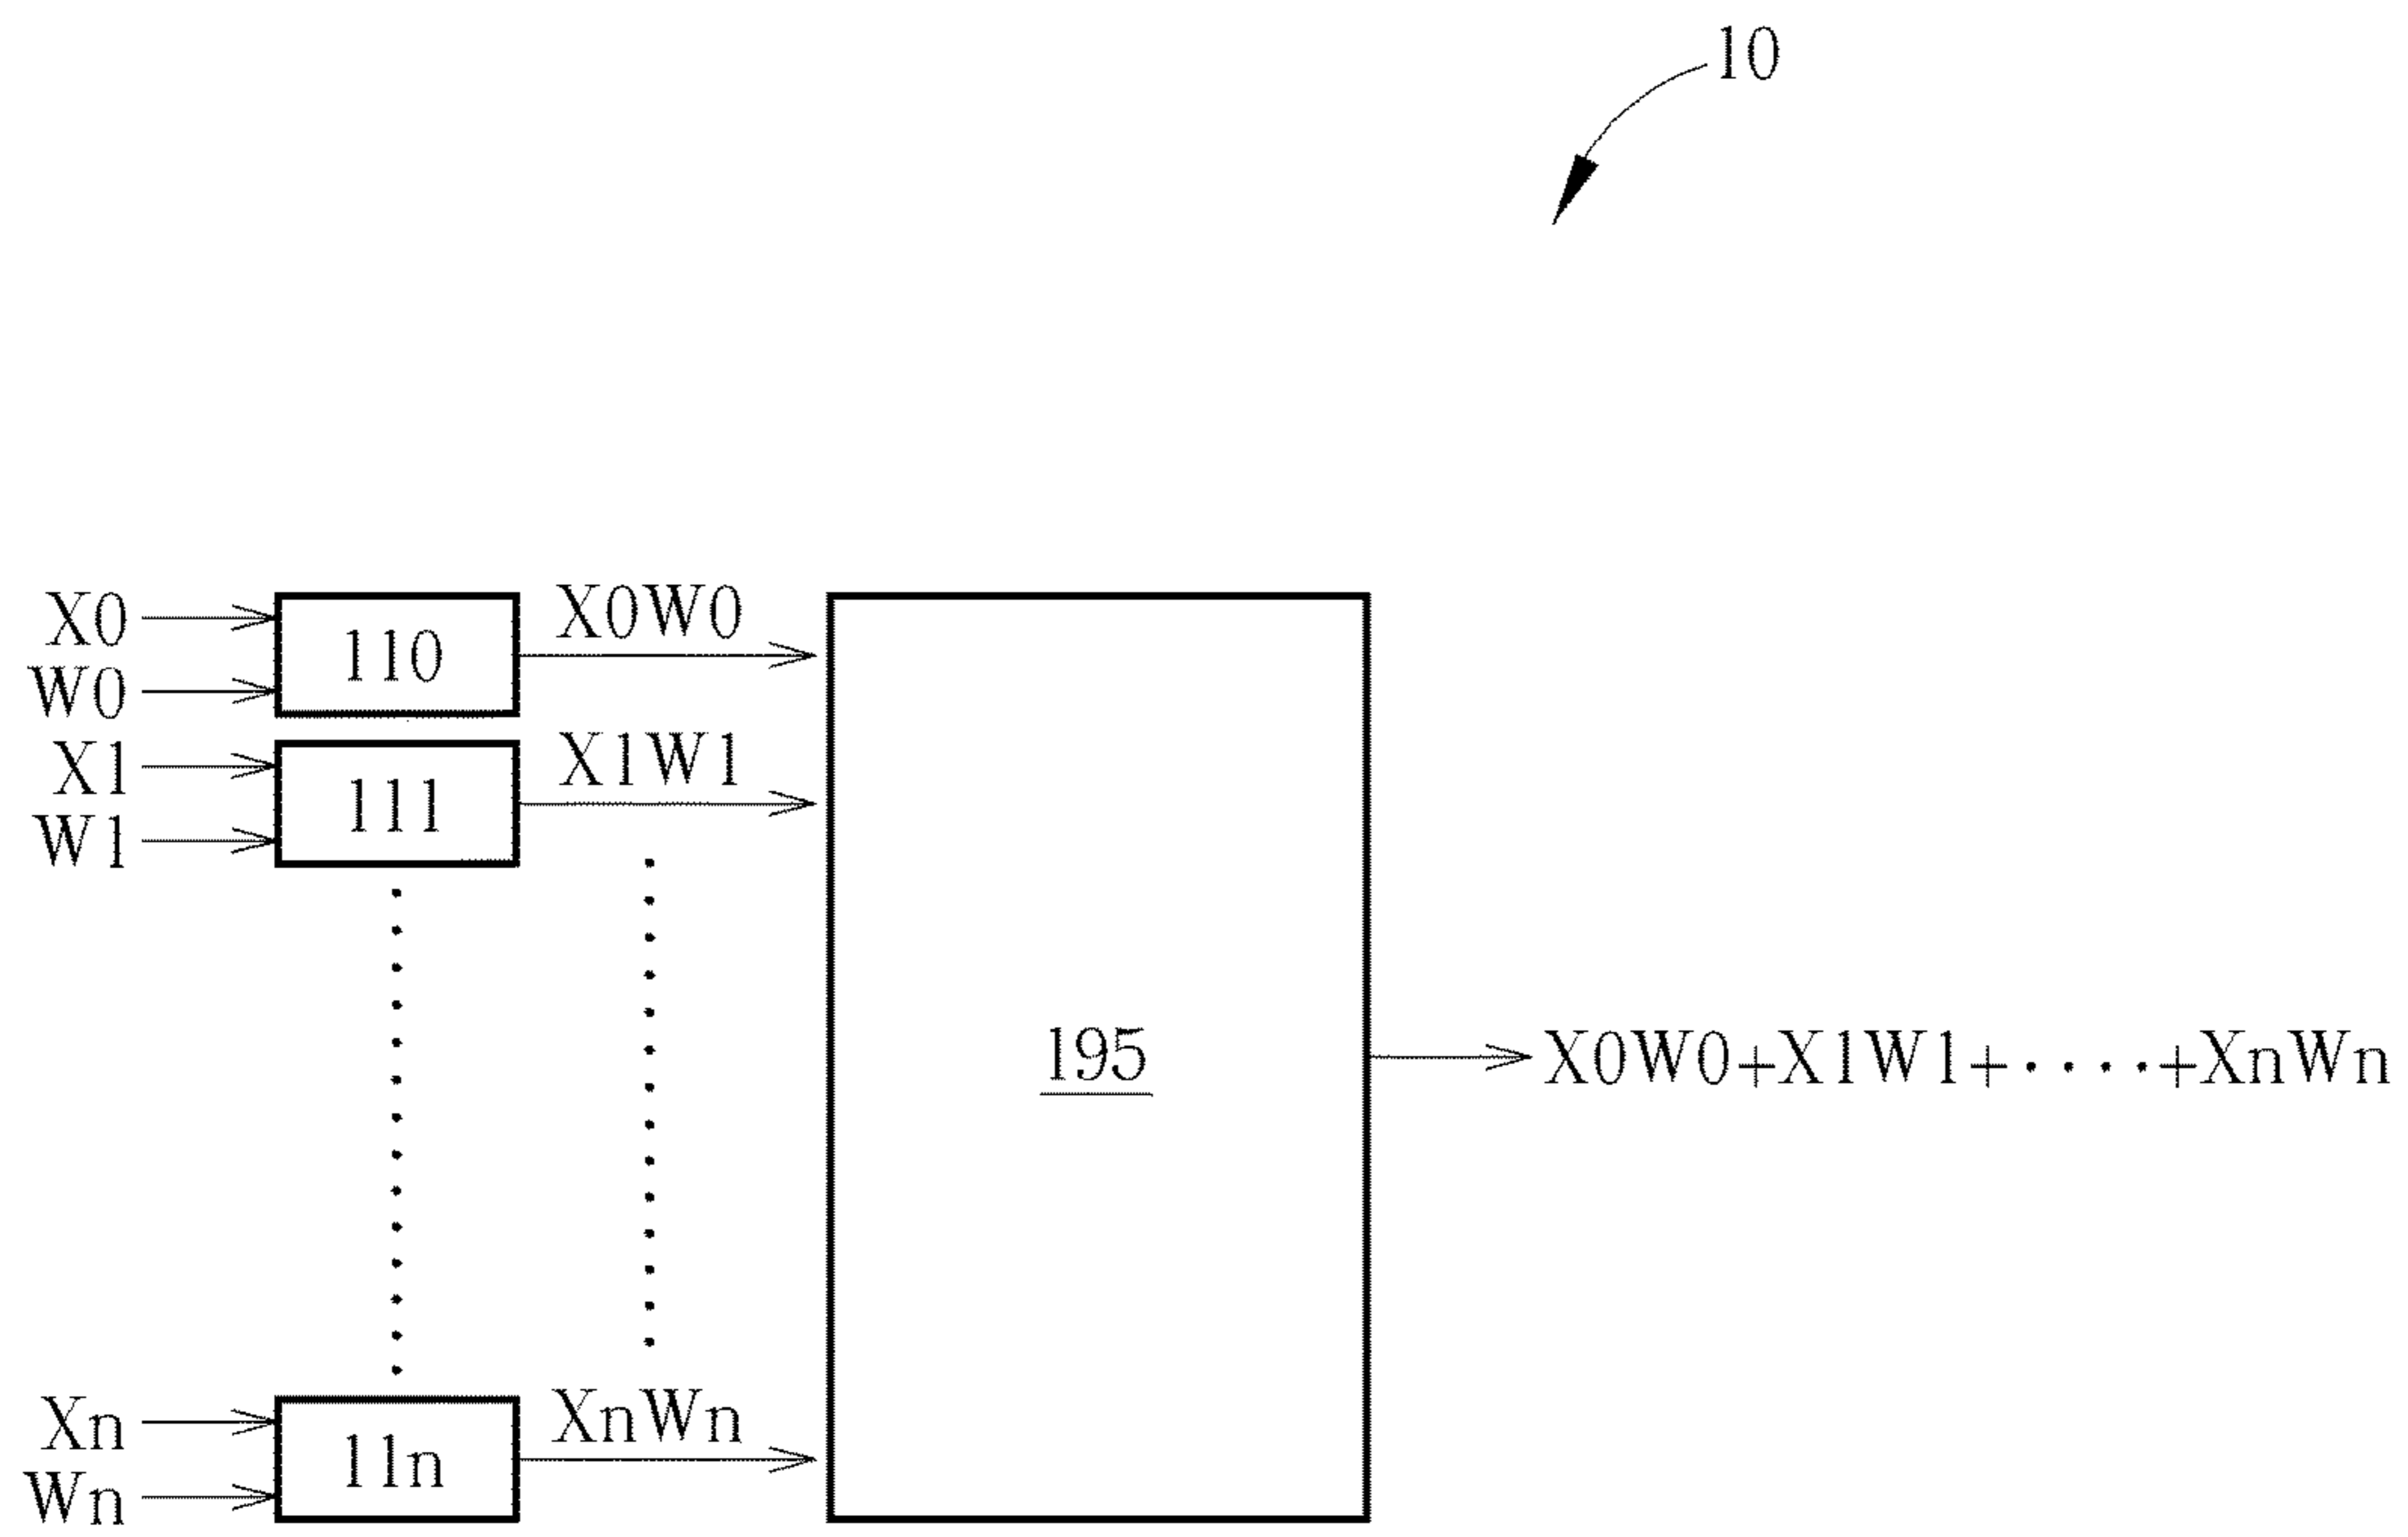 10
X0
W0
110
X0W0
X1
W1
111
X1W1
195
X0W0+X1W1+····+XnWn
Xn
Wn
11n
XnWn